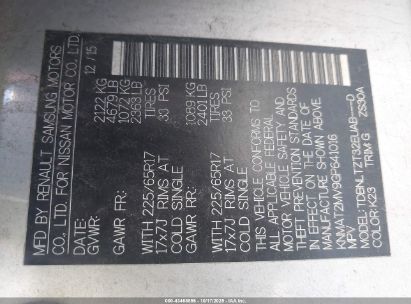 MFD BY RENAULT SAMSUNG MOTORS
CO., LTD. FOR NISSAN MOTOR CO., LTD.
DATE: 12 / 15
GVWR: 2122 KG
4679 LB
GAWR FR: 1072 KG
2363 LB
WITH 225/65R17 TIRES
17x7J RIMS AT 33 PSI
COLD SINGLE
GAWR RR: 1089 KG
2401 LB
WITH 225/65R17 TIRES
17x7J RIMS AT 33 PSI
COLD SINGLE
THIS VEHICLE CONFORMS TO
ALL APPLICABLE FEDERAL
MOTOR VEHICLE SAFETY AND
THEFT PREVENTION STANDARDS
IN EFFECT ON THE DATE OF
MANUFACTURE SHOWN ABOVE.
KNMAT2MV9GP641016
MPV
COLOR: K23 TRIM G